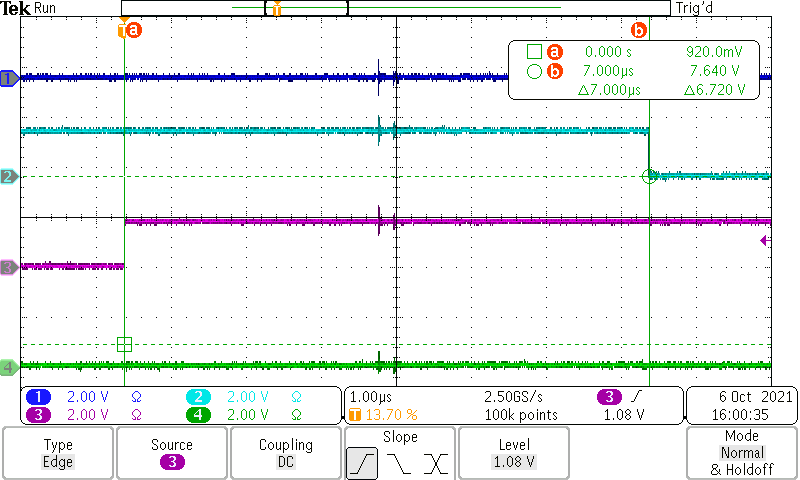 Tek Run Trig'd
T a b
a 0.000 s 920.0mV
b 7.000µs 7.640 V
Δ7.000µs Δ6.720 V
1
2
3
4
1 2.00 V Ω 2 2.00 V Ω 1.00µs 2.50GS/s 3 6 Oct 2021
3 2.00 V Ω 4 2.00 V Ω T 13.70 % 100k points 1.08 V 16:00:35
Type Source Coupling Slope Level Mode
Edge 3 DC 1.08 V Normal
& Holdoff